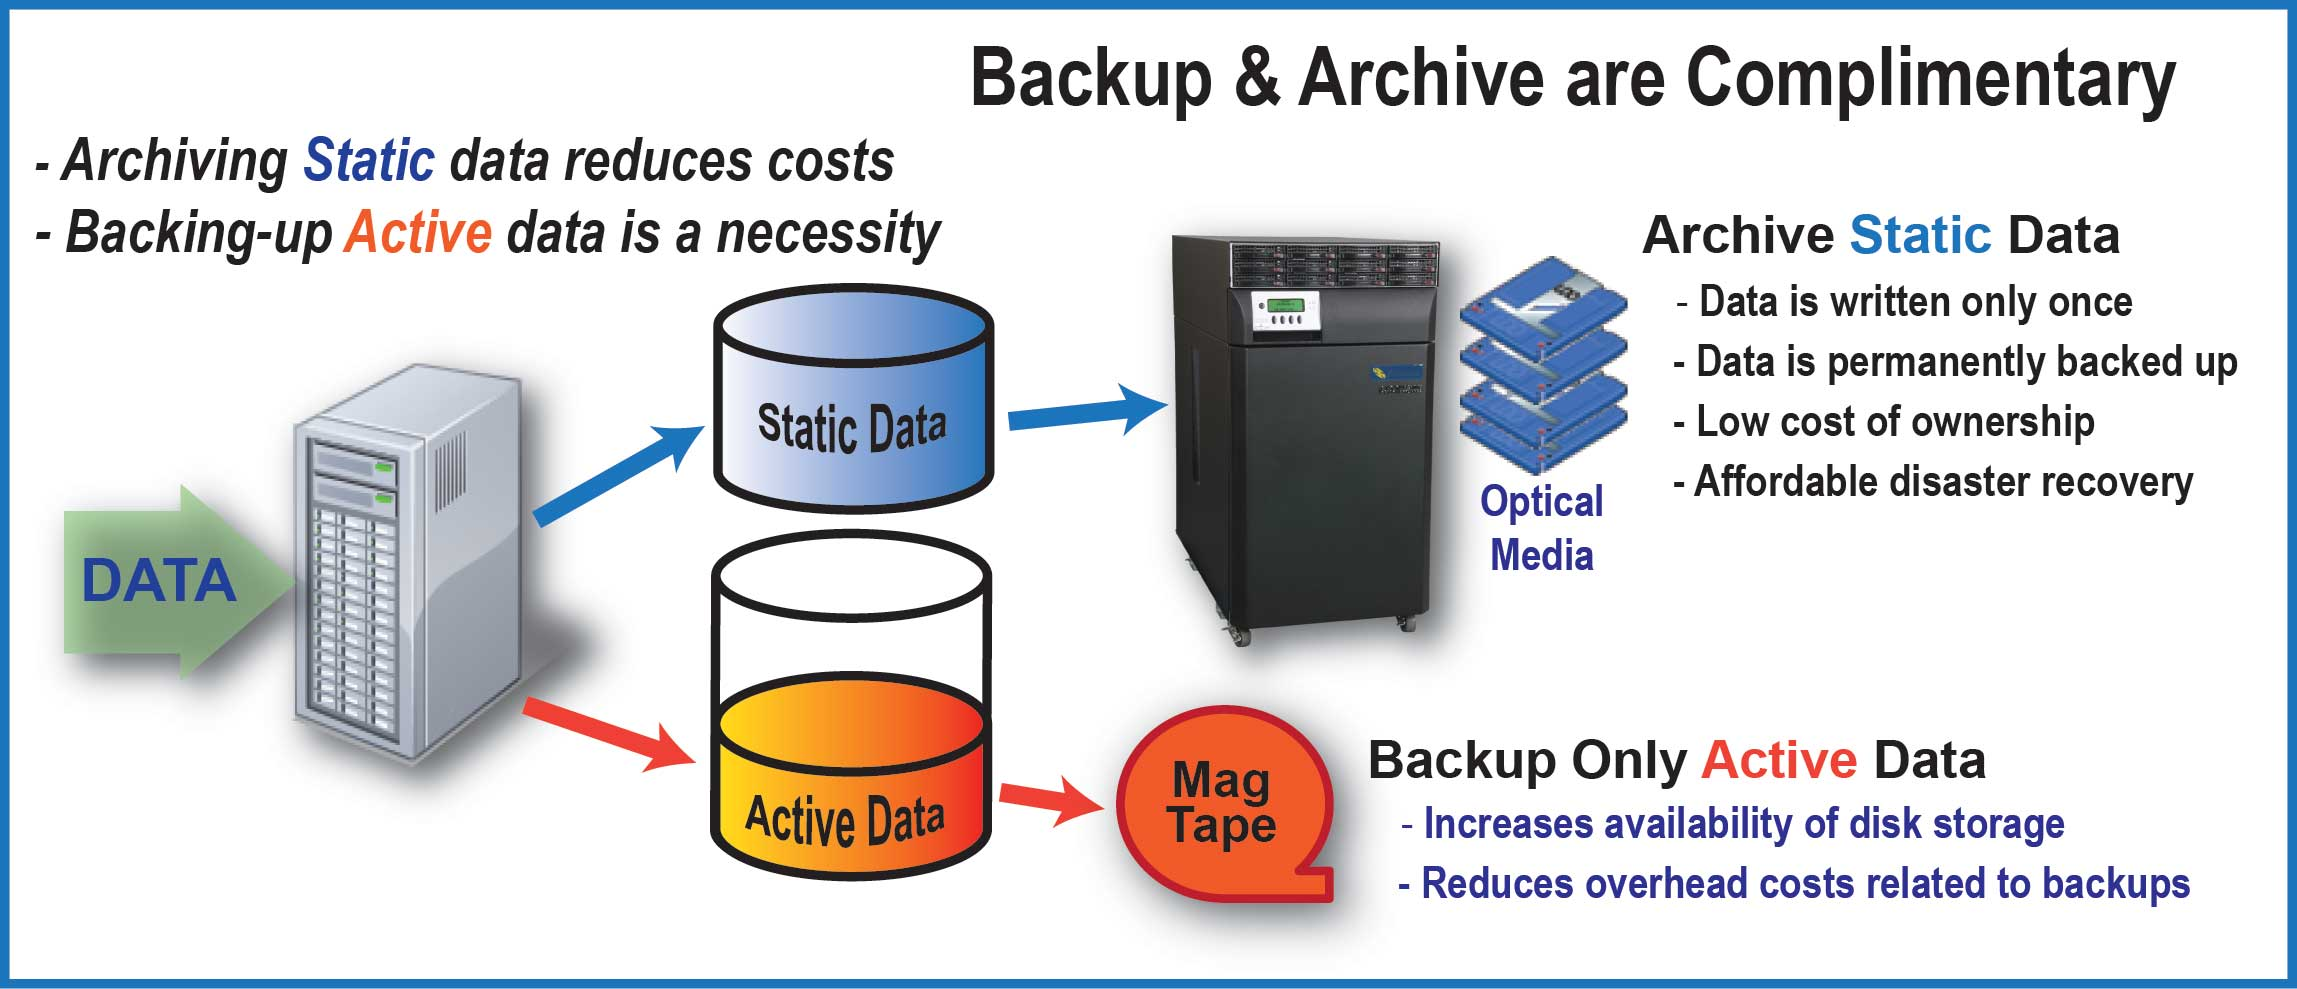 Backup & Archive are Complimentary
- Archiving Static data reduces costs
- Backing-up Active data is a necessity
DATA
Static Data
Active Data
Optical
Media
Archive Static Data
- Data is written only once
- Data is permanently backed up
- Low cost of ownership
- Affordable disaster recovery
Mag
Tape
Backup Only Active Data
- Increases availability of disk storage
- Reduces overhead costs related to backups